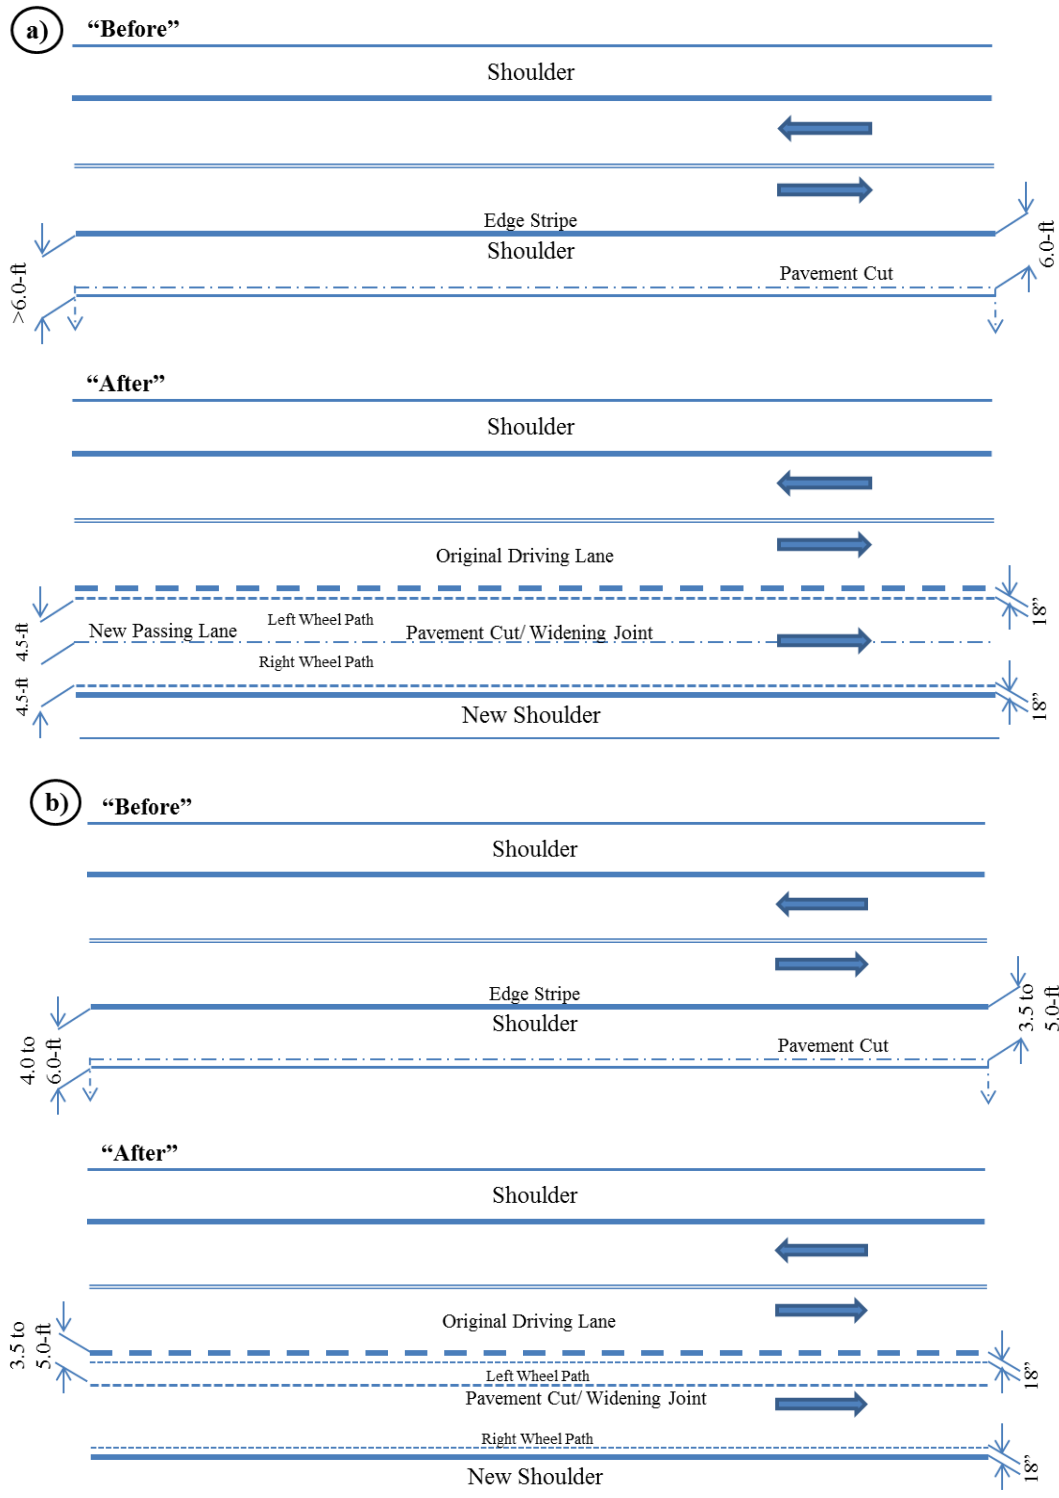 a) “Before”
Shoulder
Edge Stripe
Shoulder
>6.0-ft
6.0-ft
Pavement Cut
“After”
Shoulder
Original Driving Lane
4.5-ft
4.5-ft
New Passing Lane
Left Wheel Path
Pavement Cut/ Widening Joint
Right Wheel Path
18”
18”
New Shoulder
b) “Before”
Shoulder
Edge Stripe
Shoulder
4.0 to
6.0-ft
3.5 to
5.0-ft
Pavement Cut
“After”
Shoulder
Original Driving Lane
3.5 to
5.0-ft
Left Wheel Path
18”
Pavement Cut/ Widening Joint
Right Wheel Path
18”
New Shoulder